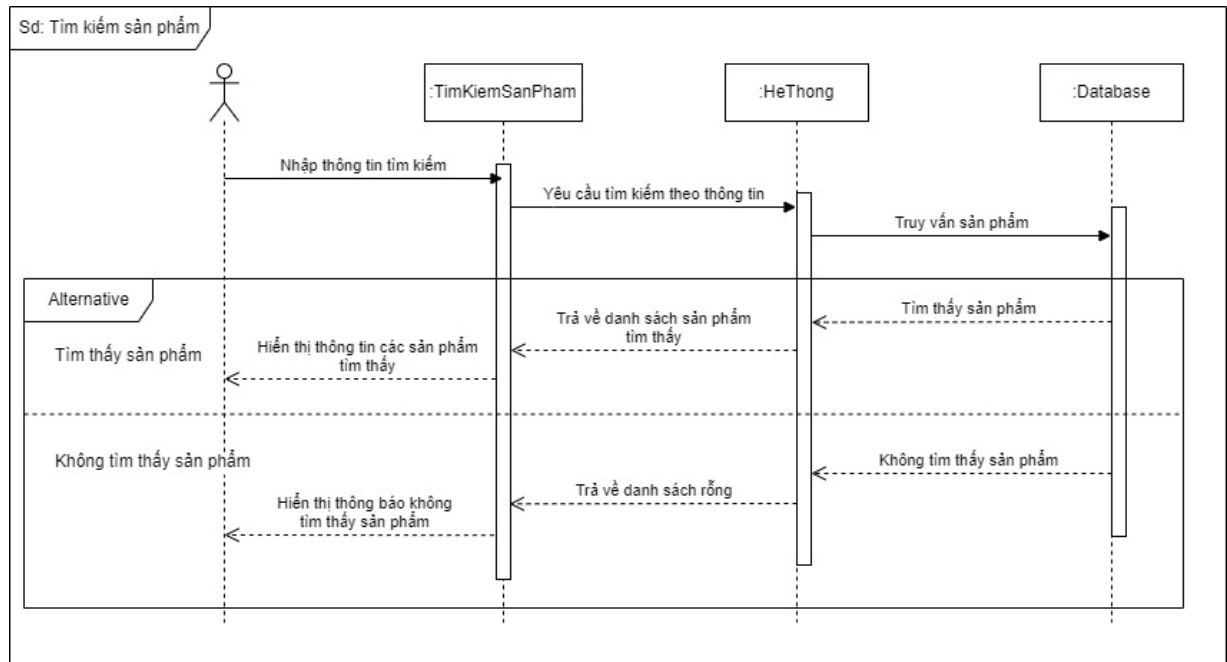 Sd: Tìm kiếm sản phẩm
:TimKiemSanPham
:HeThong
:Database
Nhập thông tin tìm kiếm
Yêu cầu tìm kiếm theo thông tin
Truy vấn sản phẩm
Alternative
Tìm thấy sản phẩm
Trả về danh sách sản phẩm
tìm thấy
Tìm thấy sản phẩm
Hiển thị thông tin các sản phẩm
tìm thấy
Không tìm thấy sản phẩm
Không tìm thấy sản phẩm
Trả về danh sách rỗng
Hiển thị thông báo không
tìm thấy sản phẩm